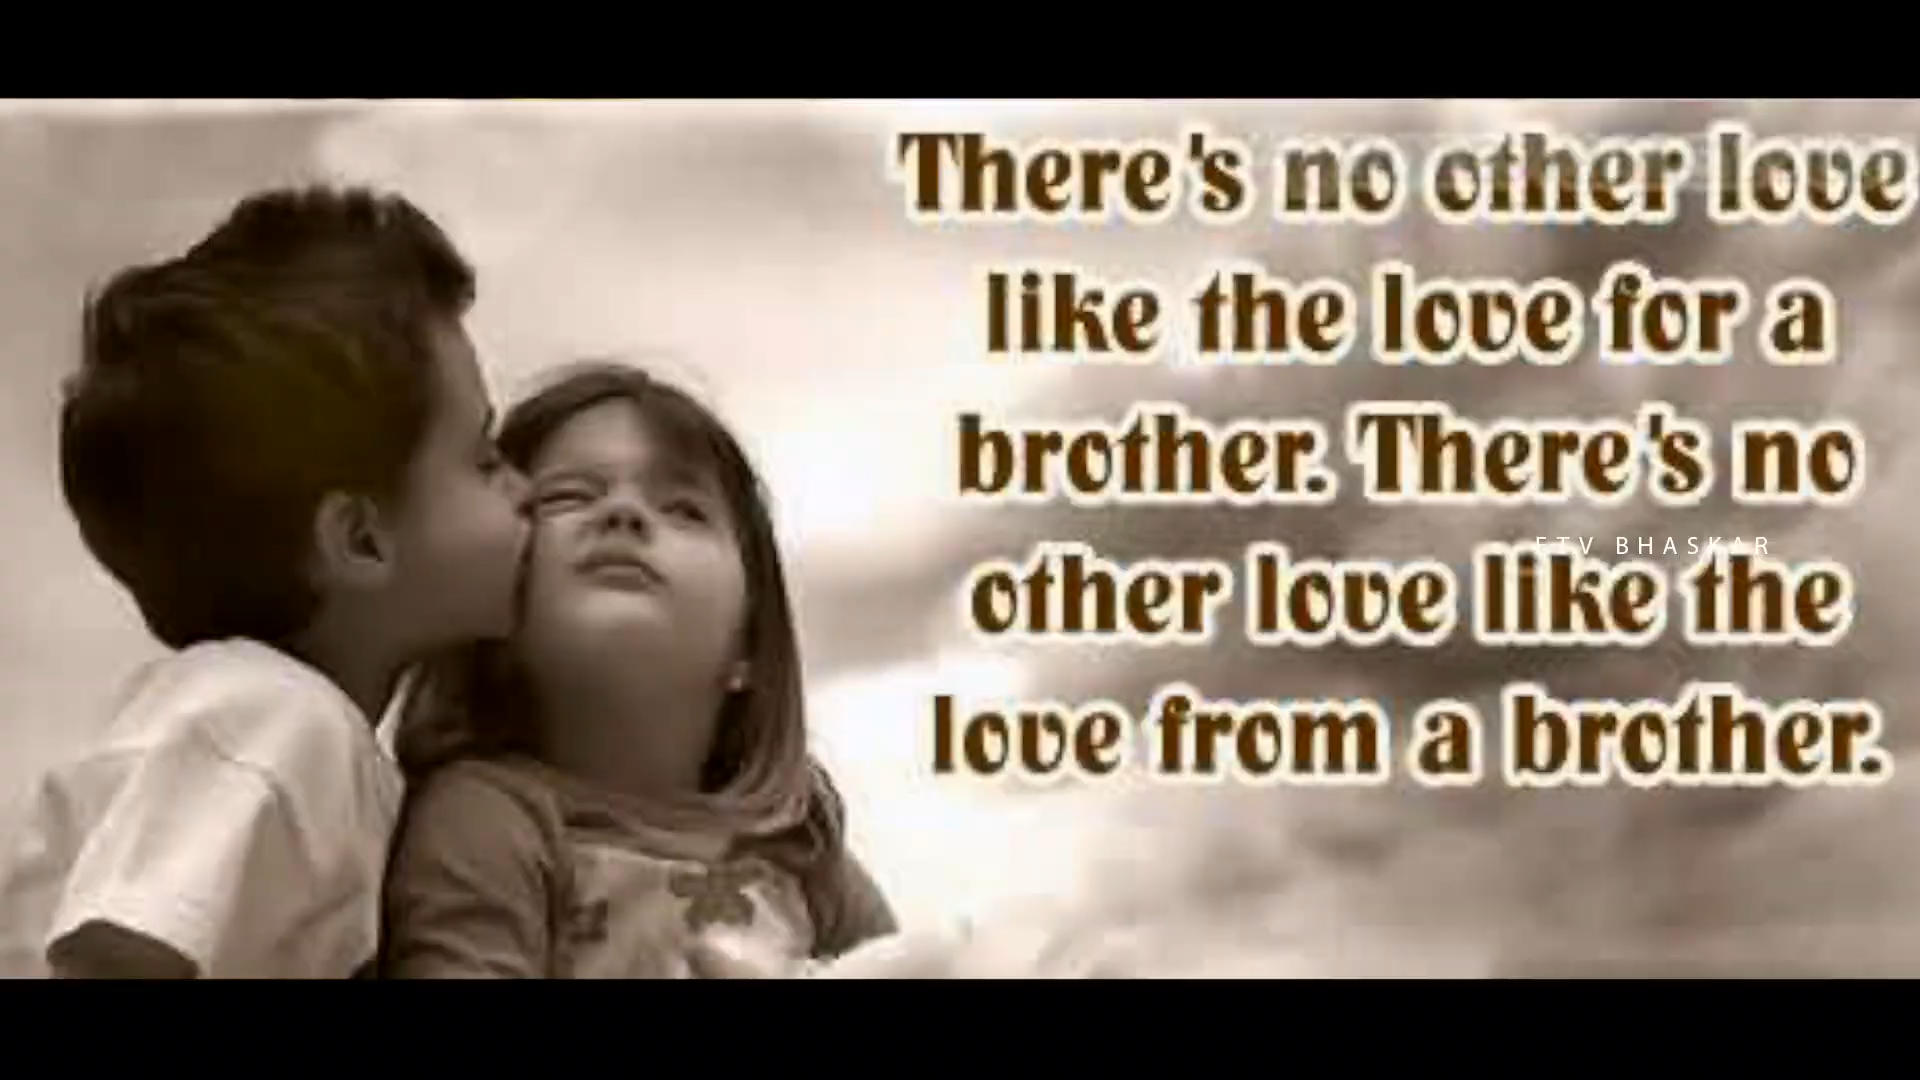 There's no other love
like the love for a
brother. There's no
ETV BHASKAR
other love like the
love from a brother.